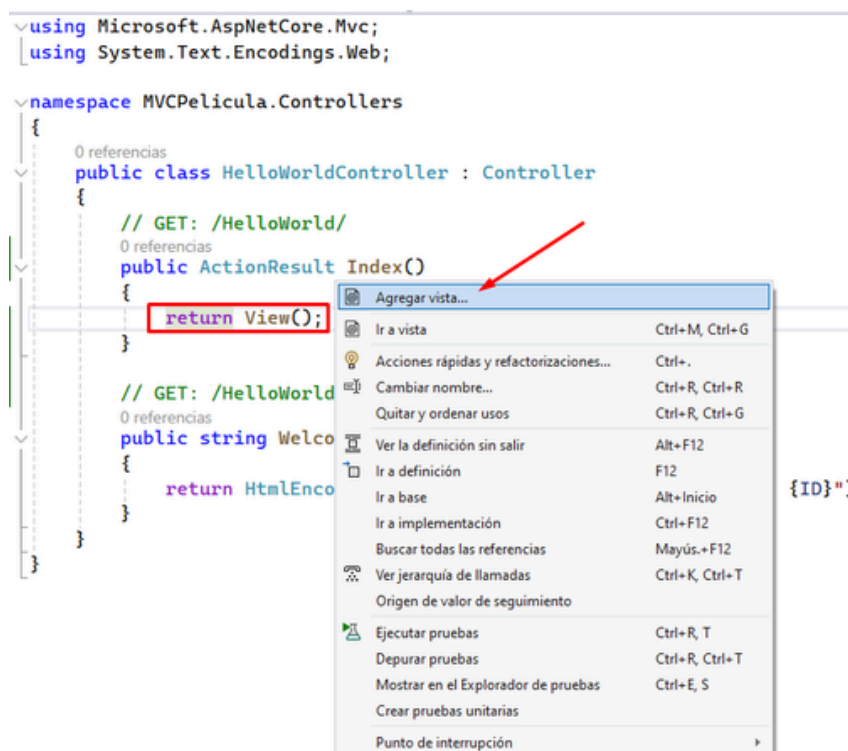 using Microsoft.AspNetCore.Mvc;
using System.Text.Encodings.Web;
namespace MVCPelicula.Controllers
{
0 referencias
public class HelloWorldController : Controller
{
// GET: /HelloWorld/
0 referencias
public ActionResult Index()
{
return View();
}
// GET: /HelloWorld
0 referencias
public string Welco
{
return HtmlEnco {ID}"
}
}
}
Agregar vista...
Ir a vista Ctrl+M, Ctrl+G
Acciones rápidas y refactorizaciones... Ctrl+.
Cambiar nombre... Ctrl+R, Ctrl+R
Quitar y ordenar usos Ctrl+R, Ctrl+G
Ver la definición sin salir Alt+F12
Ir a definición F12
Ir a base Alt+Inicio
Ir a implementación Ctrl+F12
Buscar todas las referencias Mayús.+F12
Ver jerarquía de llamadas Ctrl+K, Ctrl+T
Origen de valor de seguimiento
Ejecutar pruebas Ctrl+R, T
Depurar pruebas Ctrl+R, Ctrl+T
Mostrar en el Explorador de pruebas Ctrl+E, S
Crear pruebas unitarias
Punto de interrupción